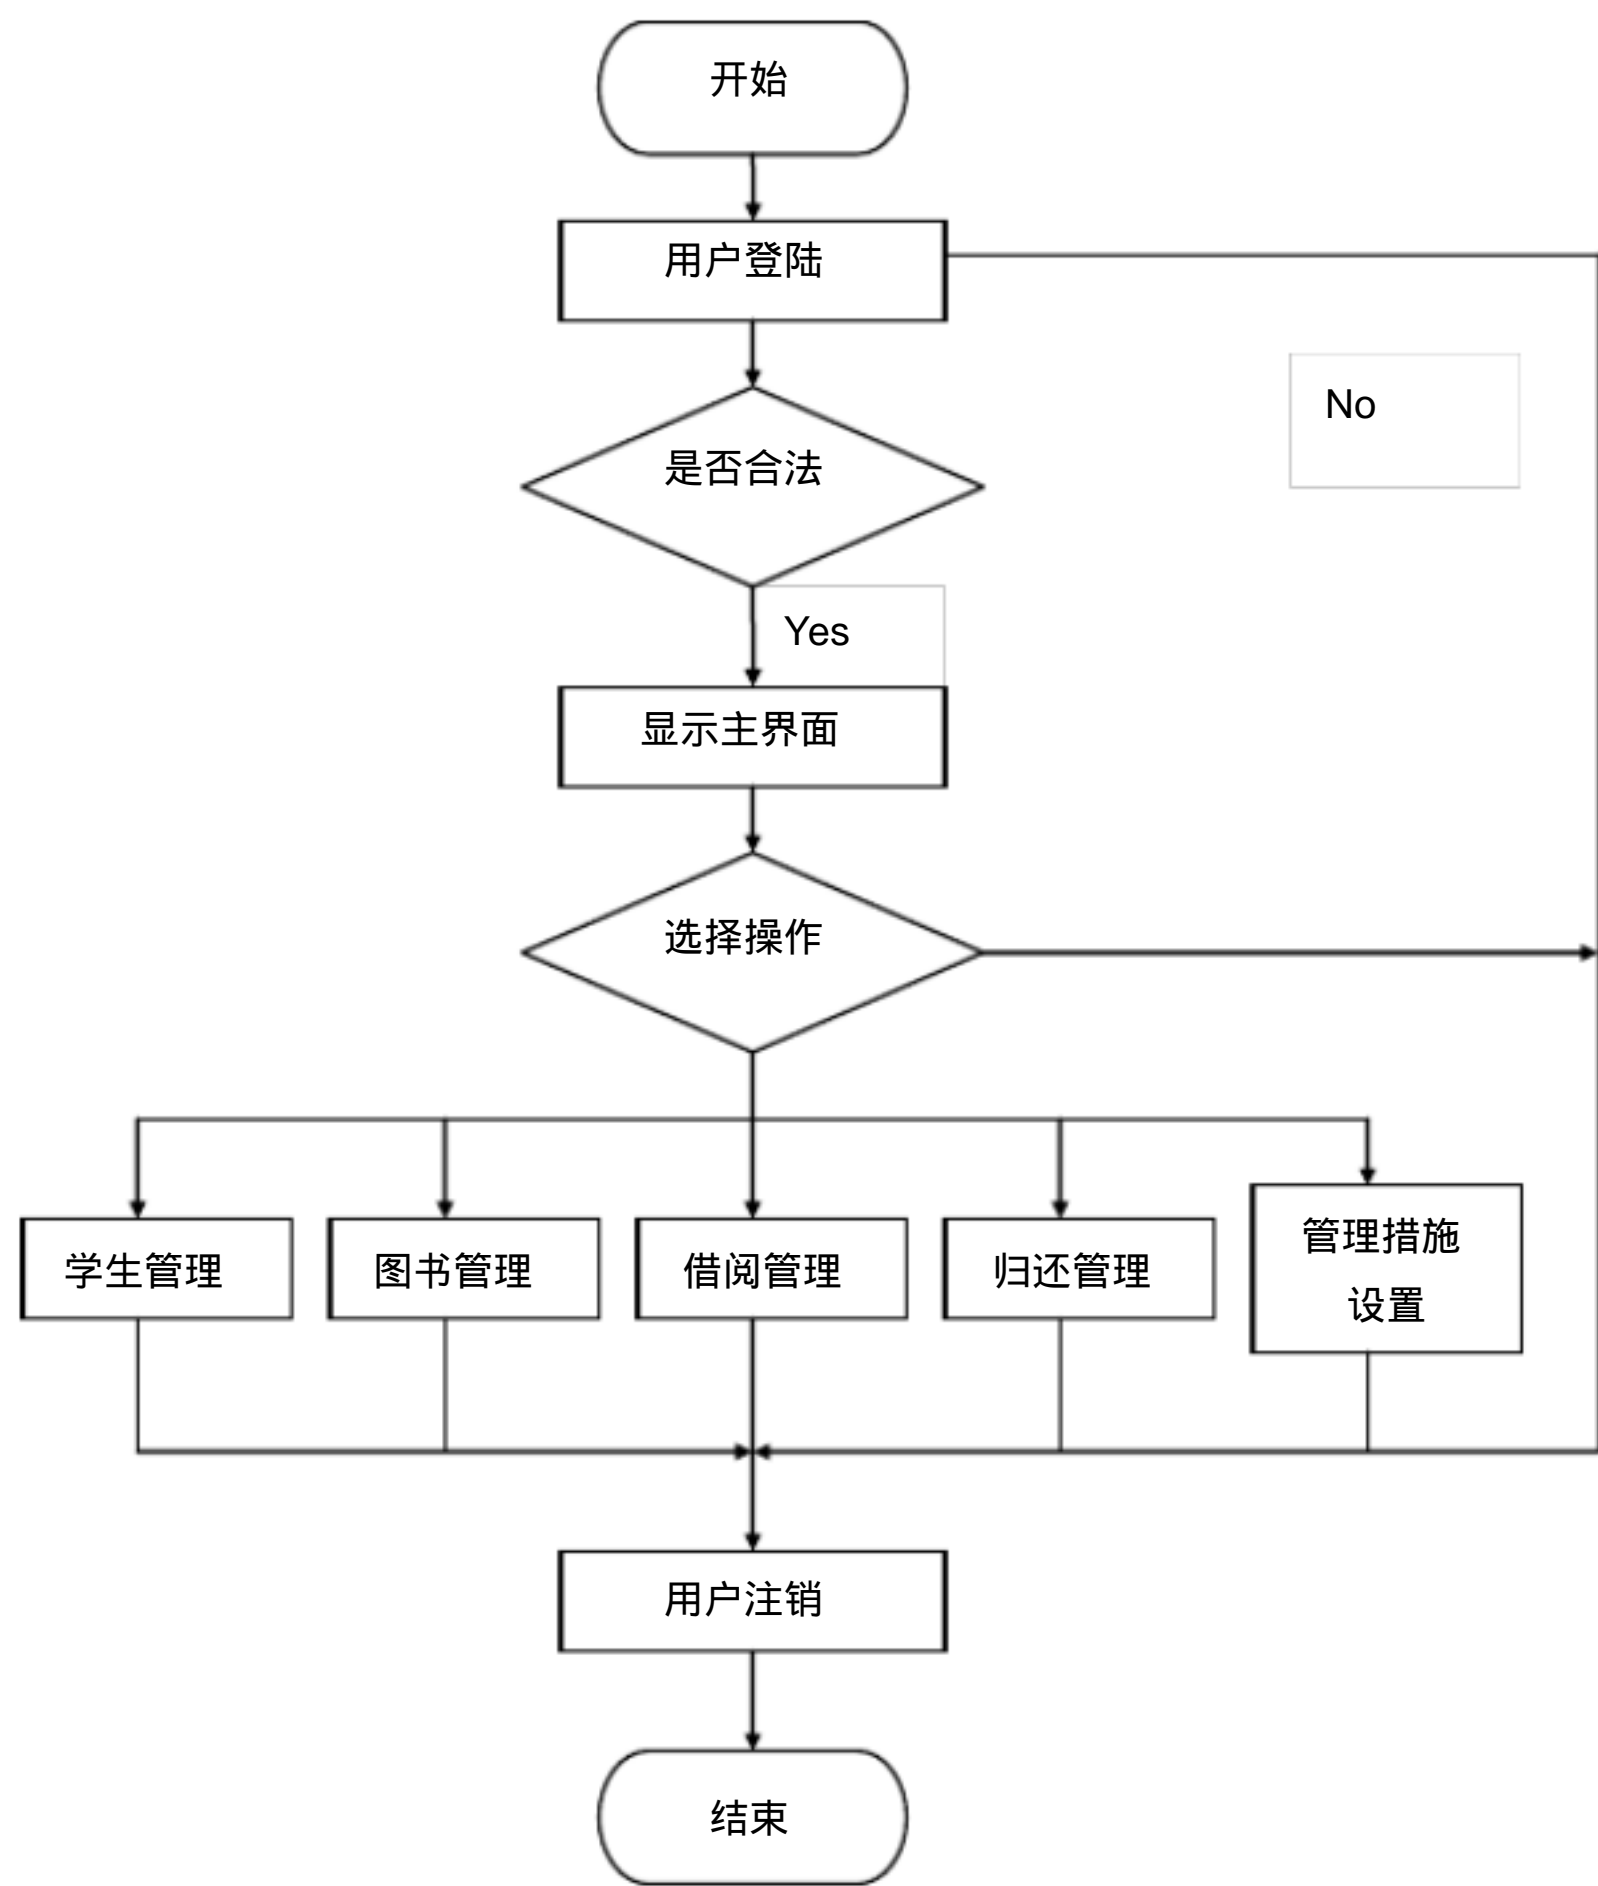 开始
用户登陆
No
是否合法
Yes
显示主界面
选择操作
学生管理
图书管理
借阅管理
归还管理
管理措施
设置
用户注销
结束